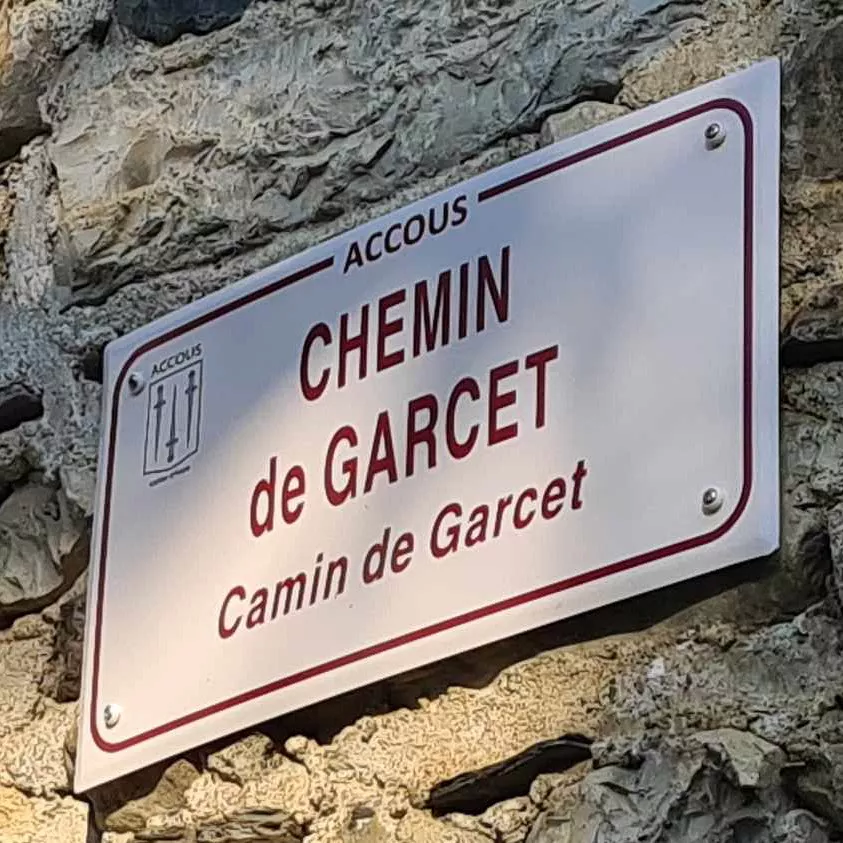 ACCOUS
ACCOUS
CHEMIN
de GARCET
Camin de Garcet